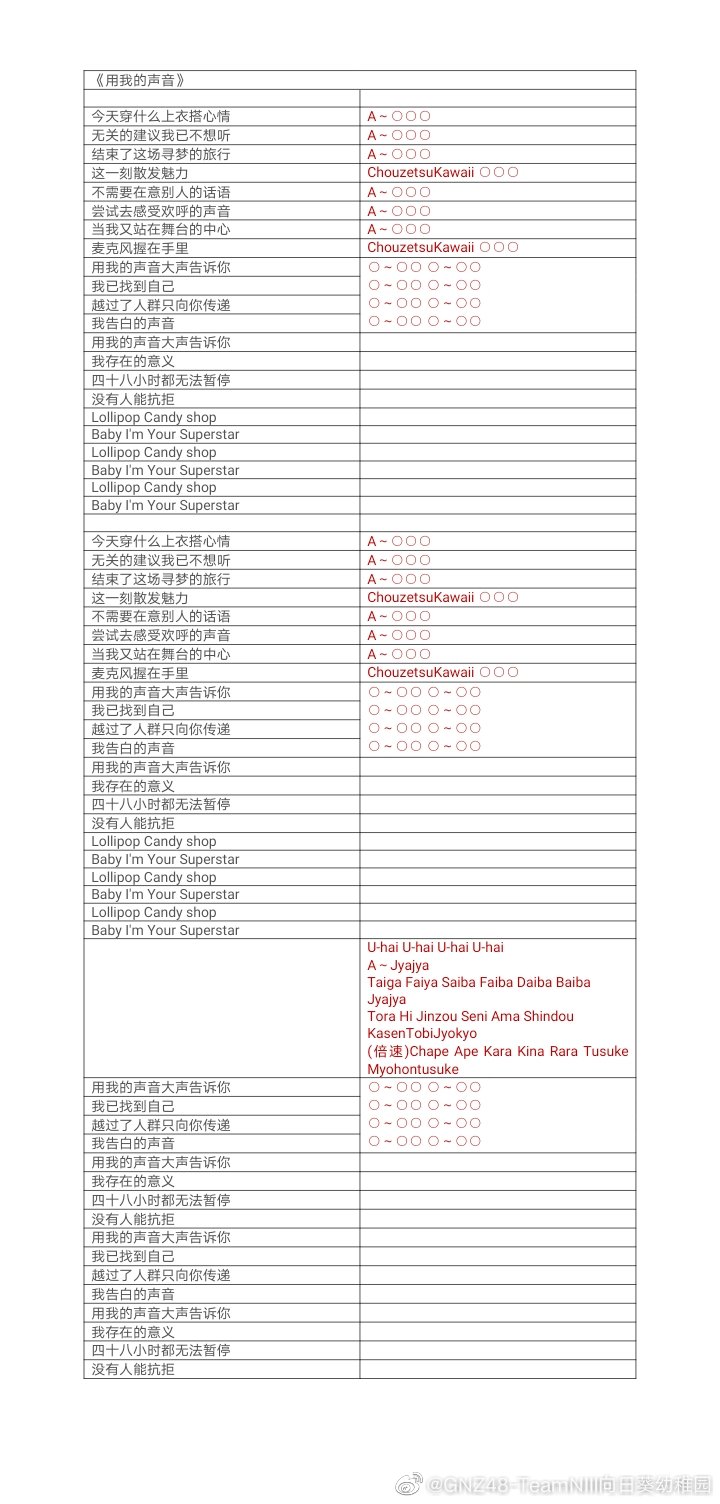 《用我的声音》
今天穿什么上衣搭心情 A～○○○
无关的建议我已不想听 A～○○○
结束了这场寻梦的旅行 A～○○○
这一刻散发魅力 ChouzetsuKawaii ○○○
不需要在意别人的话语 A～○○○
尝试去感受欢呼的声音 A～○○○
当我又站在舞台的中心 A～○○○
麦克风握在手里 ChouzetsuKawaii ○○○
用我的声音大声告诉你 ○～○○ ○～○○
我已找到自己 ○～○○ ○～○○
越过了人群只向你传递 ○～○○ ○～○○
我告白的声音 ○～○○ ○～○○
用我的声音大声告诉你
我存在的意义
四十八小时都无法暂停
没有人能抗拒
Lollipop Candy shop
Baby I'm Your Superstar
Lollipop Candy shop
Baby I'm Your Superstar
Lollipop Candy shop
Baby I'm Your Superstar
今天穿什么上衣搭心情 A～○○○
无关的建议我已不想听 A～○○○
结束了这场寻梦的旅行 A～○○○
这一刻散发魅力 ChouzetsuKawaii ○○○
不需要在意别人的话语 A～○○○
尝试去感受欢呼的声音 A～○○○
当我又站在舞台的中心 A～○○○
麦克风握在手里 ChouzetsuKawaii ○○○
用我的声音大声告诉你 ○～○○ ○～○○
我已找到自己 ○～○○ ○～○○
越过了人群只向你传递 ○～○○ ○～○○
我告白的声音 ○～○○ ○～○○
用我的声音大声告诉你
我存在的意义
四十八小时都无法暂停
没有人能抗拒
Lollipop Candy shop
Baby I'm Your Superstar
Lollipop Candy shop
Baby I'm Your Superstar
Lollipop Candy shop
Baby I'm Your Superstar
U-hai U-hai U-hai U-hai
A～Jyajya
Taiga Faiya Saiba Faiba Daiba Baiba
Jyajya
Tora Hi Jinzou Seni Ama Shindou
KasenTobiJyokyo
(倍速)Chape Ape Kara Kina Rara Tusuke
Myohontusuke
用我的声音大声告诉你 ○～○○ ○～○○
我已找到自己 ○～○○ ○～○○
越过了人群只向你传递 ○～○○ ○～○○
我告白的声音 ○～○○ ○～○○
用我的声音大声告诉你
我存在的意义
四十八小时都无法暂停
没有人能抗拒
用我的声音大声告诉你
我已找到自己
越过了人群只向你传递
我告白的声音
用我的声音大声告诉你
我存在的意义
四十八小时都无法暂停
没有人能抗拒
@GNZ48-TeamNIII向日葵幼稚园